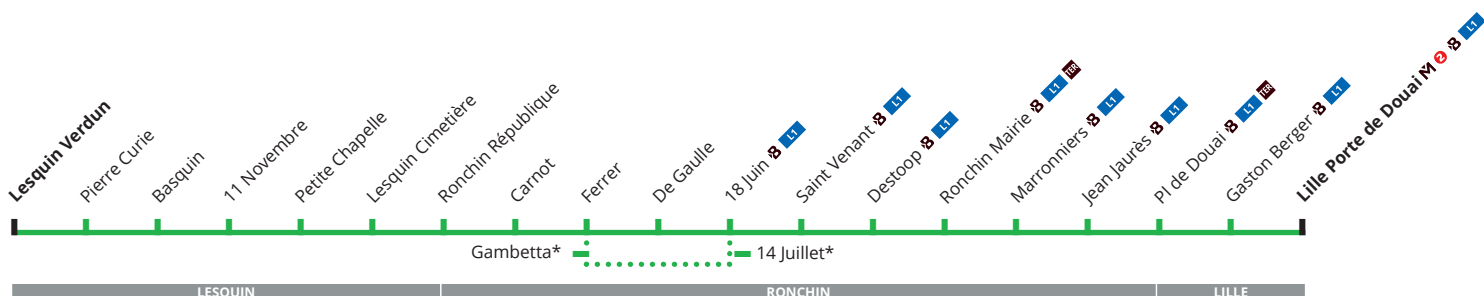 Lesquin Verdun
Pierre Curie
Basquin
11 Novembre
Petite Chapelle
Lesquin Cimetière
Ronchin République
Carnot
Ferrer
De Gaulle
18 Juin B L1
Saint Venant B L1
Destoop B L1
Ronchin Mairie B L1 TER
Marronniers B L1
Jean Jaurès B L1
Pl de Douai B L1 TER
Gaston Berger B L1
Lille Porte de Douai M 2 B L1
Gambetta*
14 Juillet*
LESQUIN
RONCHIN
LILLE